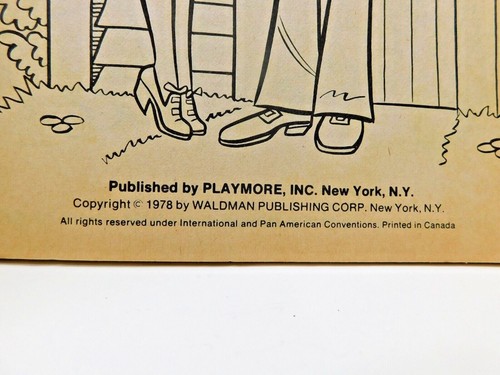 Published by PLAYMORE, INC. New York, N.Y.
Copyright © 1978 by WALDMAN PUBLISHING CORP. New York, N.Y.
All rights reserved under International and Pan American Conventions. Printed in Canada